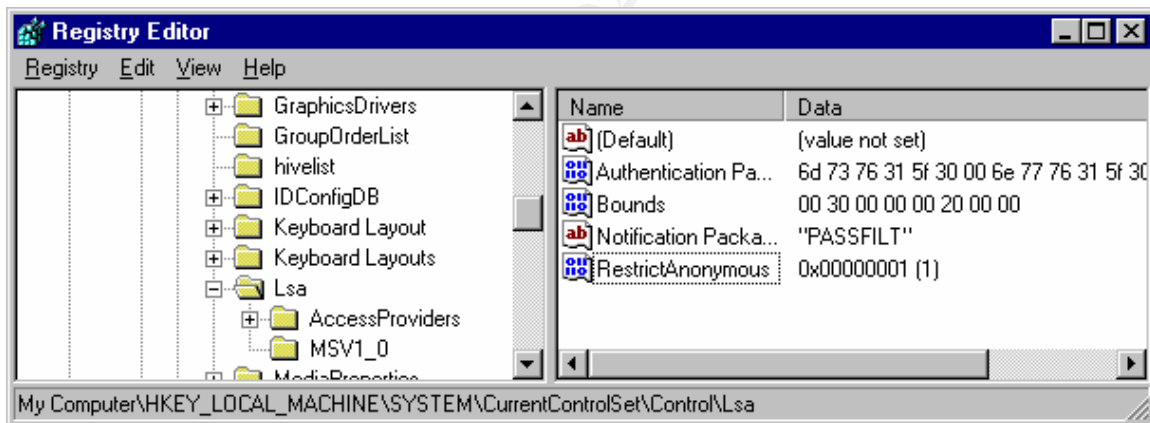 Registry Editor
Registry Edit View Help
GraphicsDrivers
GroupOrderList
hivelist
IDConfigDB
Keyboard Layout
Keyboard Layouts
Lsa
AccessProviders
MSV1_0
MediaProperties
Name Data
(Default) (value not set)
Authentication Pa... 6d 73 76 31 5f 30 00 6e 77 76 31 5f 30
Bounds 00 30 00 00 00 20 00 00
Notification Packa... "PASSFILT"
RestrictAnonymous 0x00000001 (1)
My Computer\HKEY_LOCAL_MACHINE\SYSTEM\CurrentControlSet\Control\Lsa